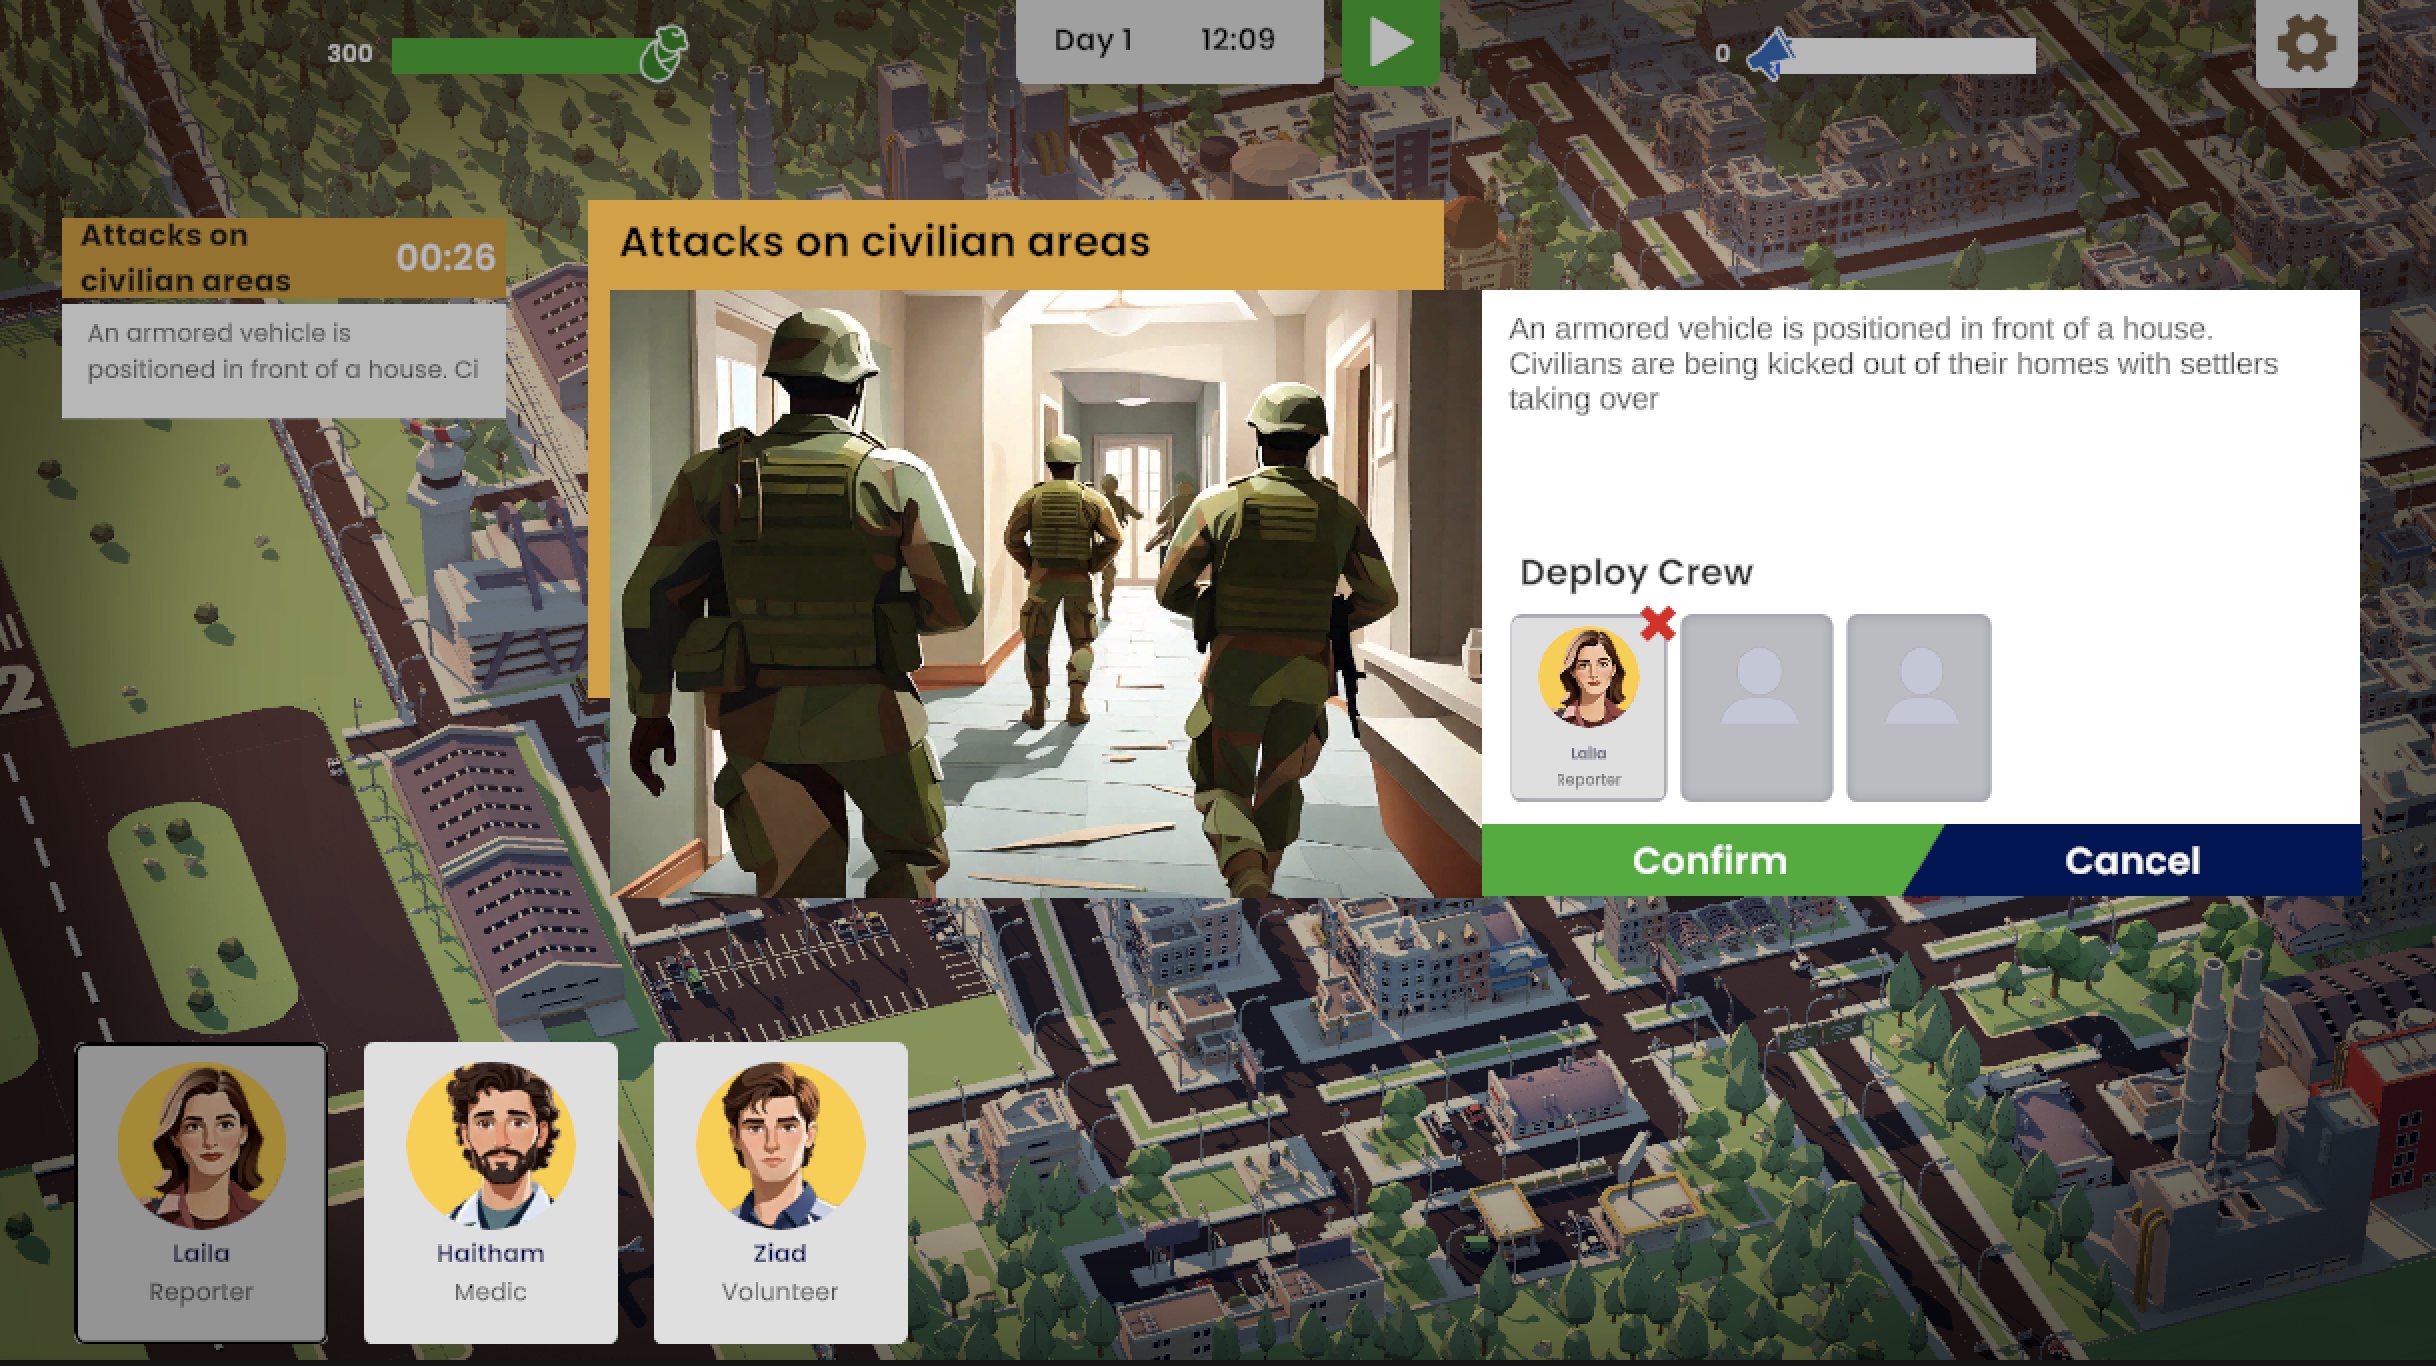 300
Day 1 12:09
0
Attacks on
civilian areas
00:26
An armored vehicle is
positioned in front of a house. Ci
Attacks on civilian areas
An armored vehicle is positioned in front of a house.
Civilians are being kicked out of their homes with settlers
taking over
Deploy Crew
Laila
Reporter
Confirm
Cancel
2
Laila
Reporter
Haitham
Medic
Ziad
Volunteer